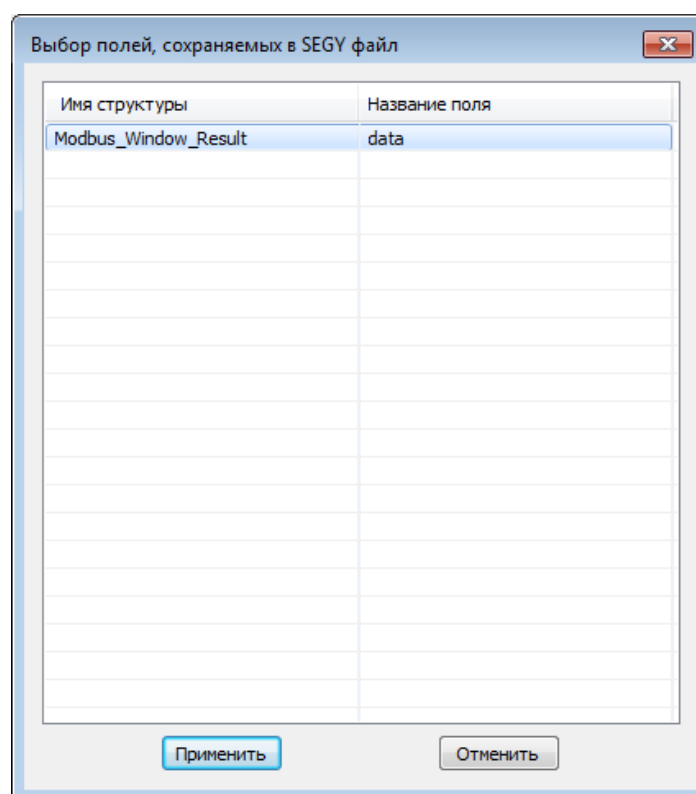 Выбор полей, сохраняемых в SEGY файл
Имя структуры Название поля
Modbus_Window_Result data
Применить Отменить